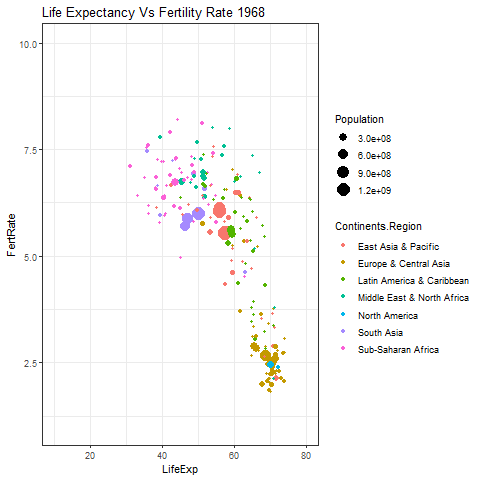 Life Expectancy Vs Fertility Rate 1968
10.0
7.5
5.0
2.5
FertRate
20
40
60
80
LifeExp
Population
3.0e+08
6.0e+08
9.0e+08
1.2e+09
Continents.Region
East Asia & Pacific
Europe & Central Asia
Latin America & Caribbean
Middle East & North Africa
North America
South Asia
Sub-Saharan Africa